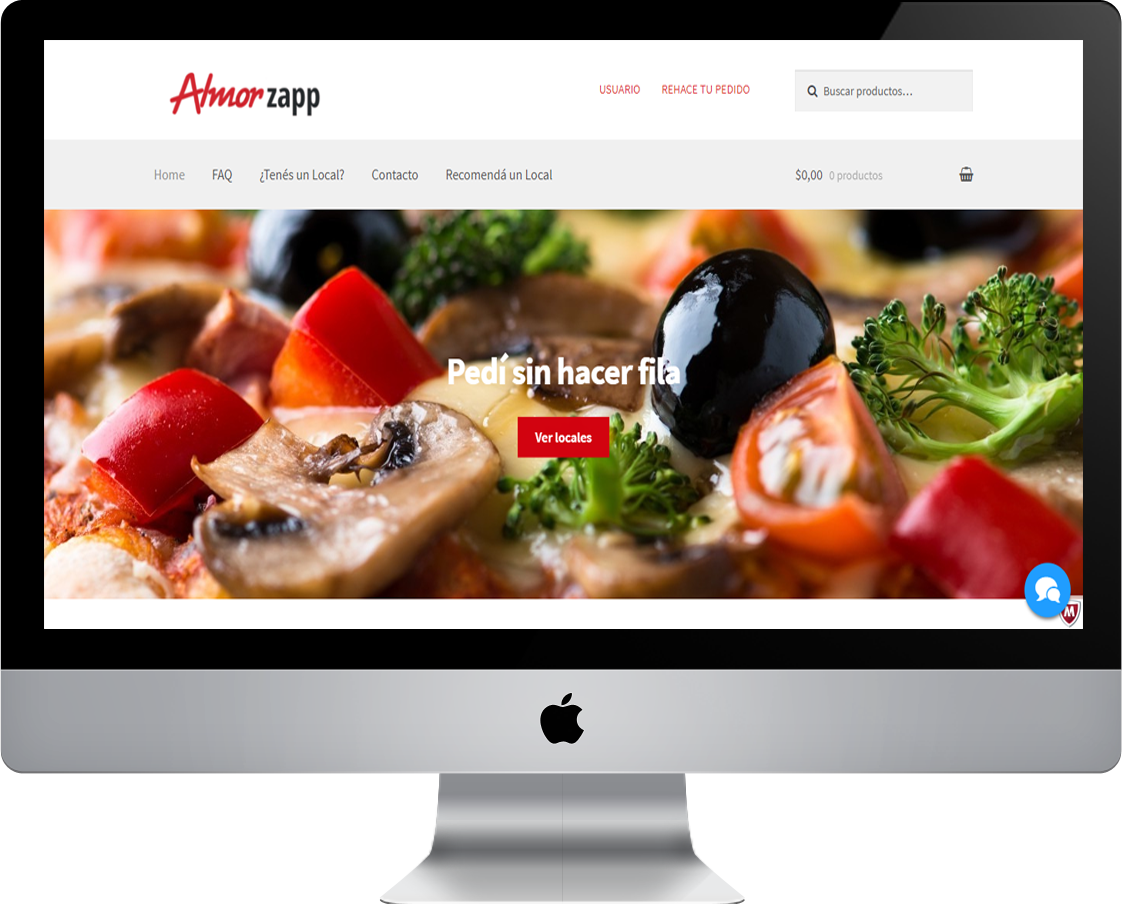 Almorzapp
USUARIO REHACE TU PEDIDO
Buscar productos...
Home FAQ ¿Tenés un Local? Contacto Recomendá un Local
$0,00 0 productos
Pedí sin hacer fila
Ver locales
M